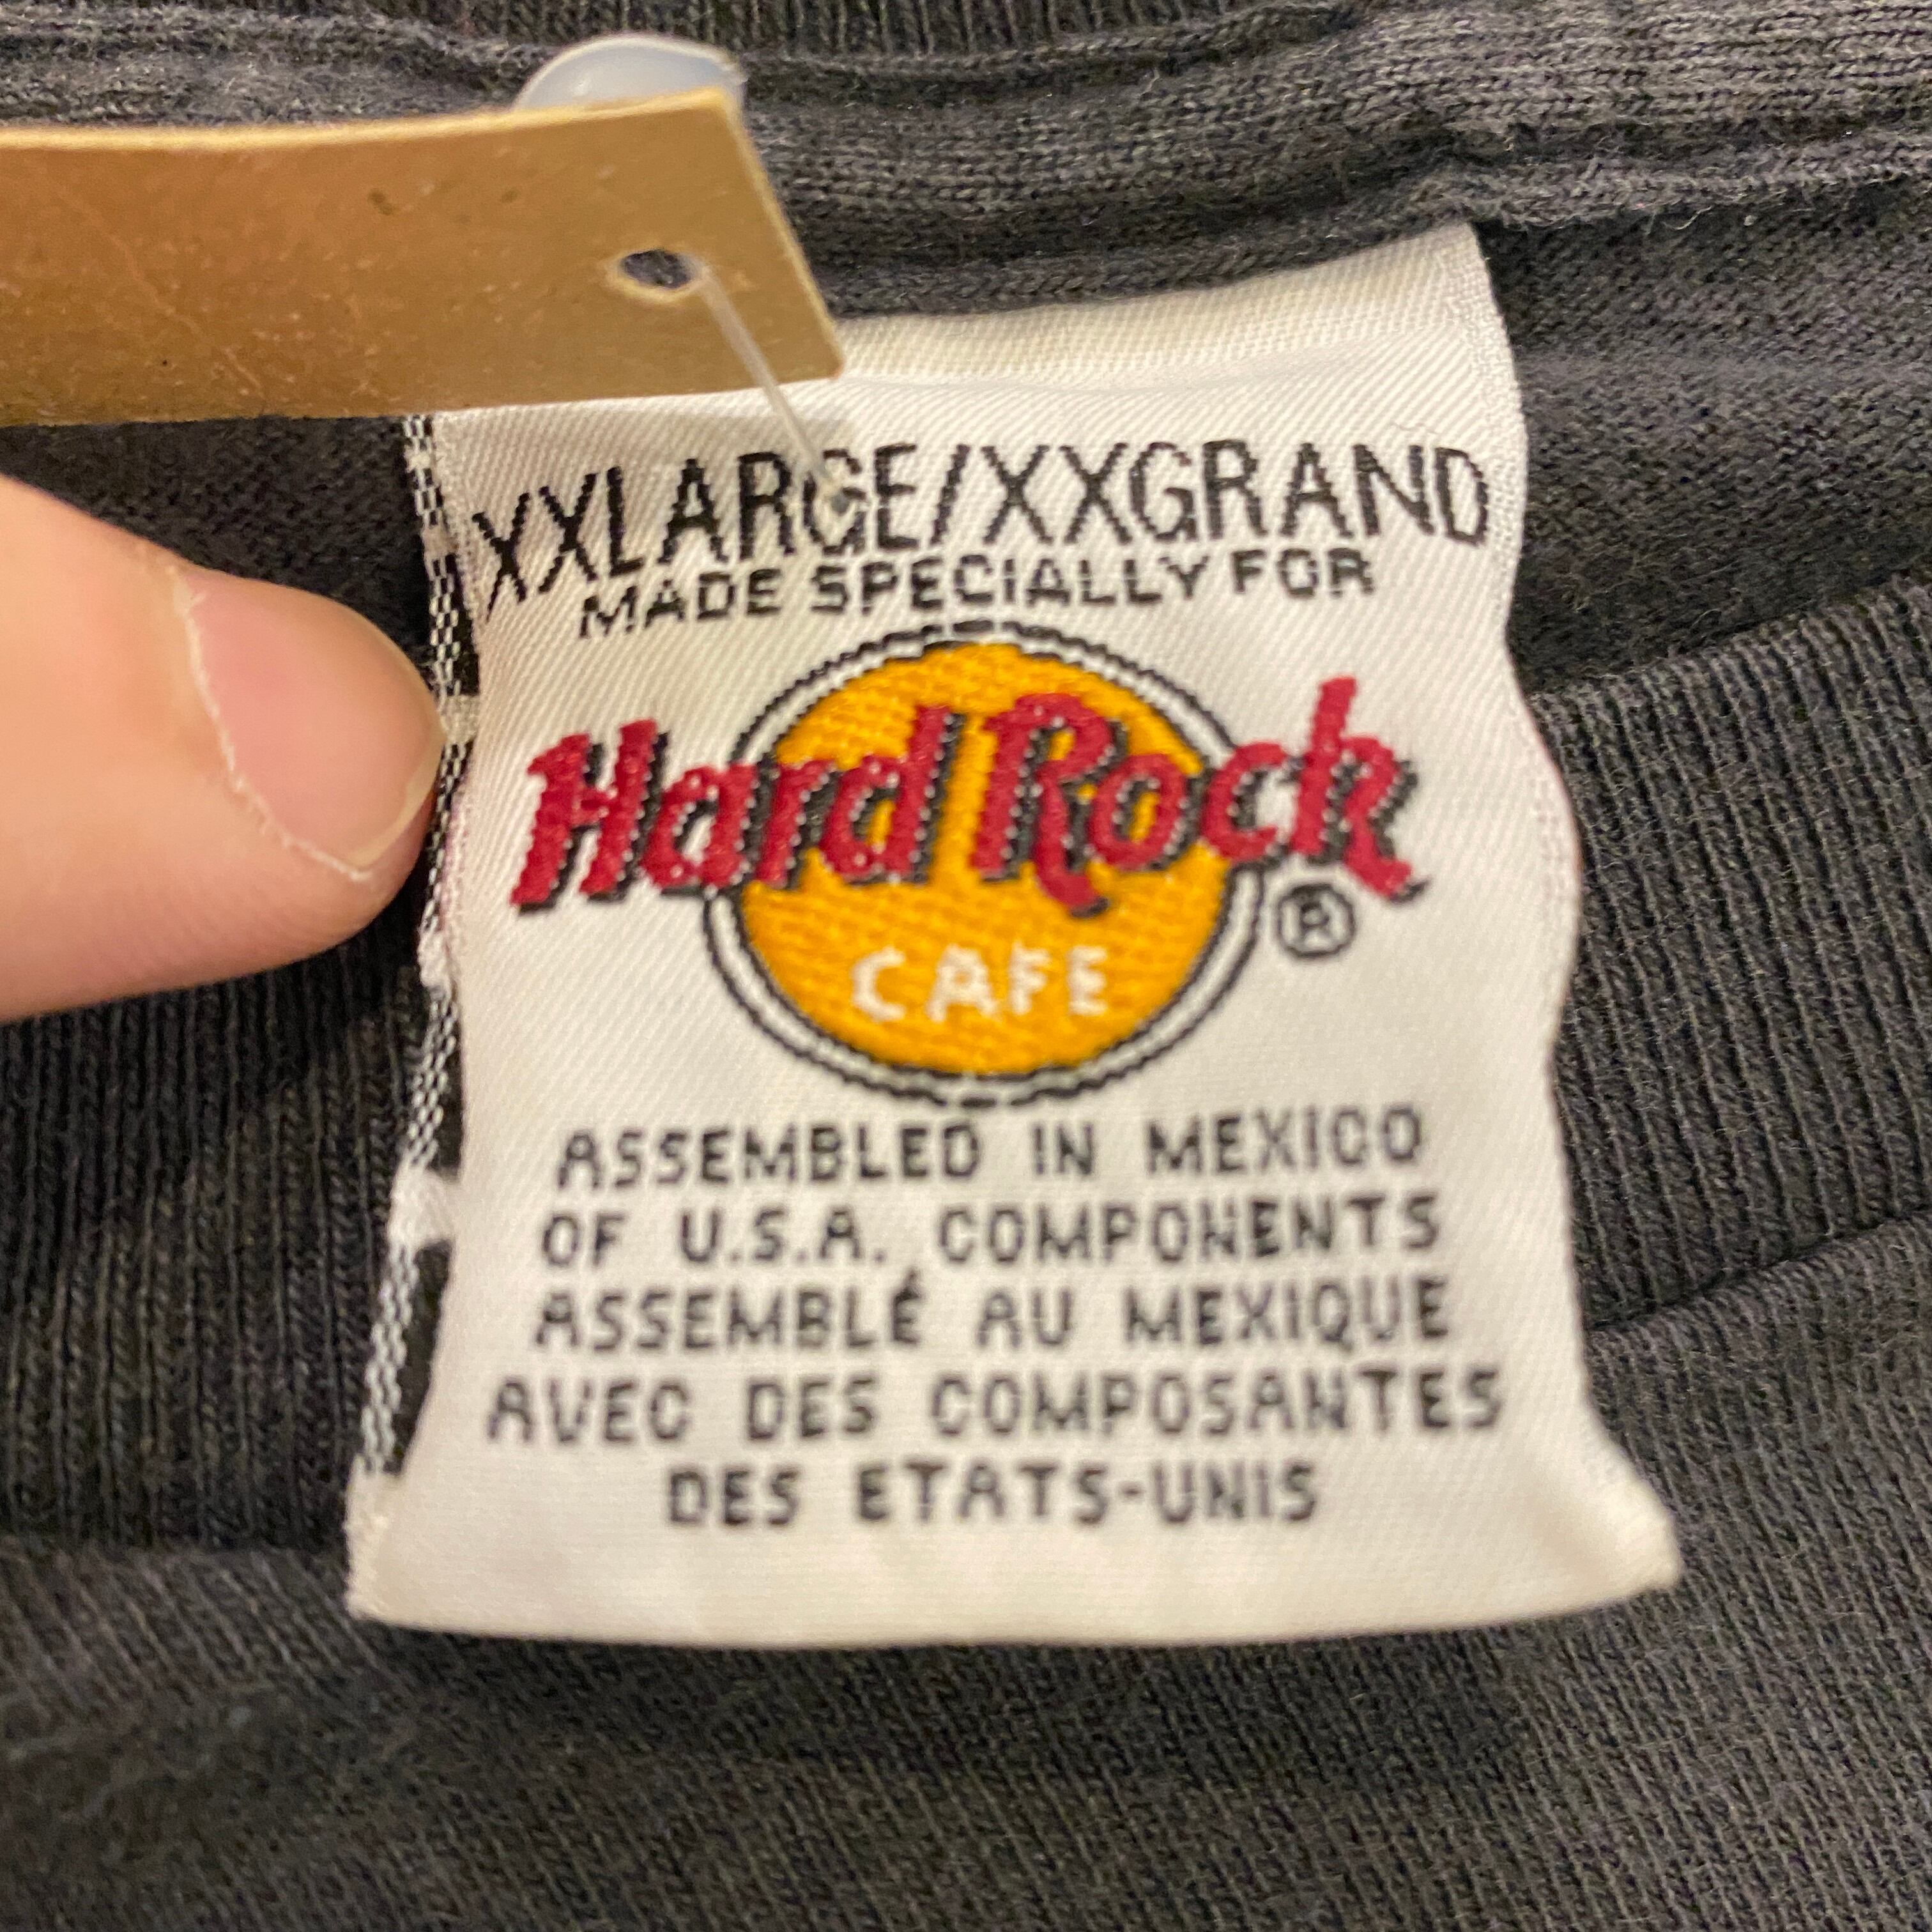 XXLARGE/XXGRAND
MADE SPECIALLY FOR
Hard Rock
®
CAFE
ASSEMBLED IN MEXICO
OF U.S.A. COMPONENTS
ASSEMBLÉ AU MEXIQUE
AVEC DES COMPOSANTES
DES ETATS-UNIS